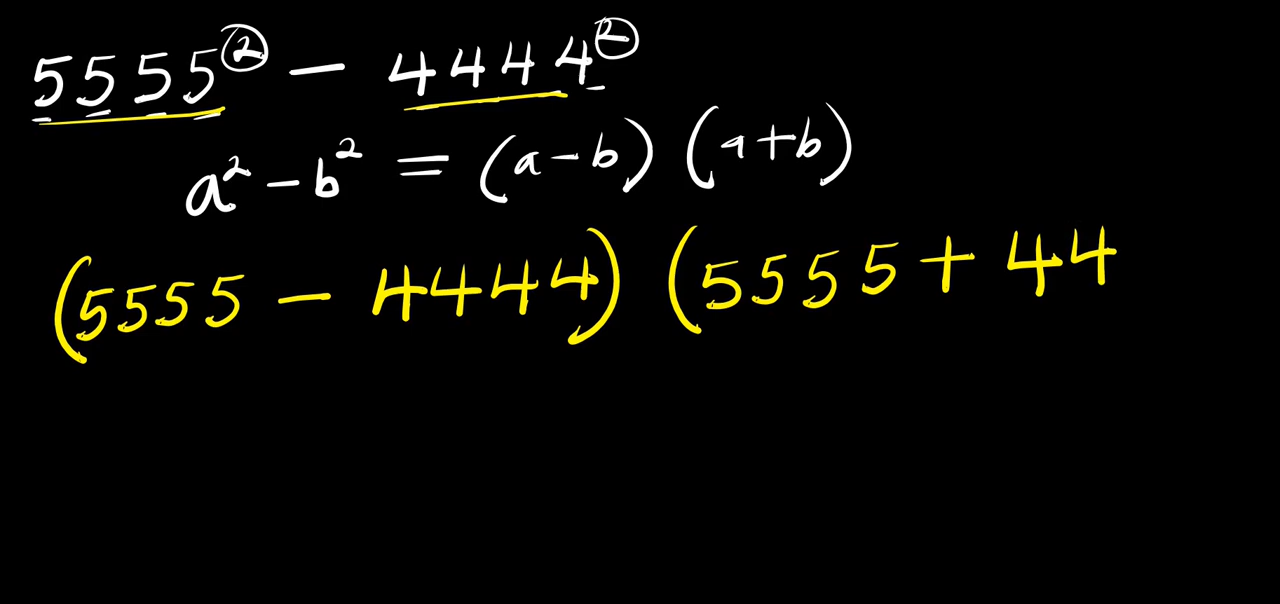 5555² − 4444²
a² − b² = (a − b) (a + b)
(5555 − 4444) (5555 + 44